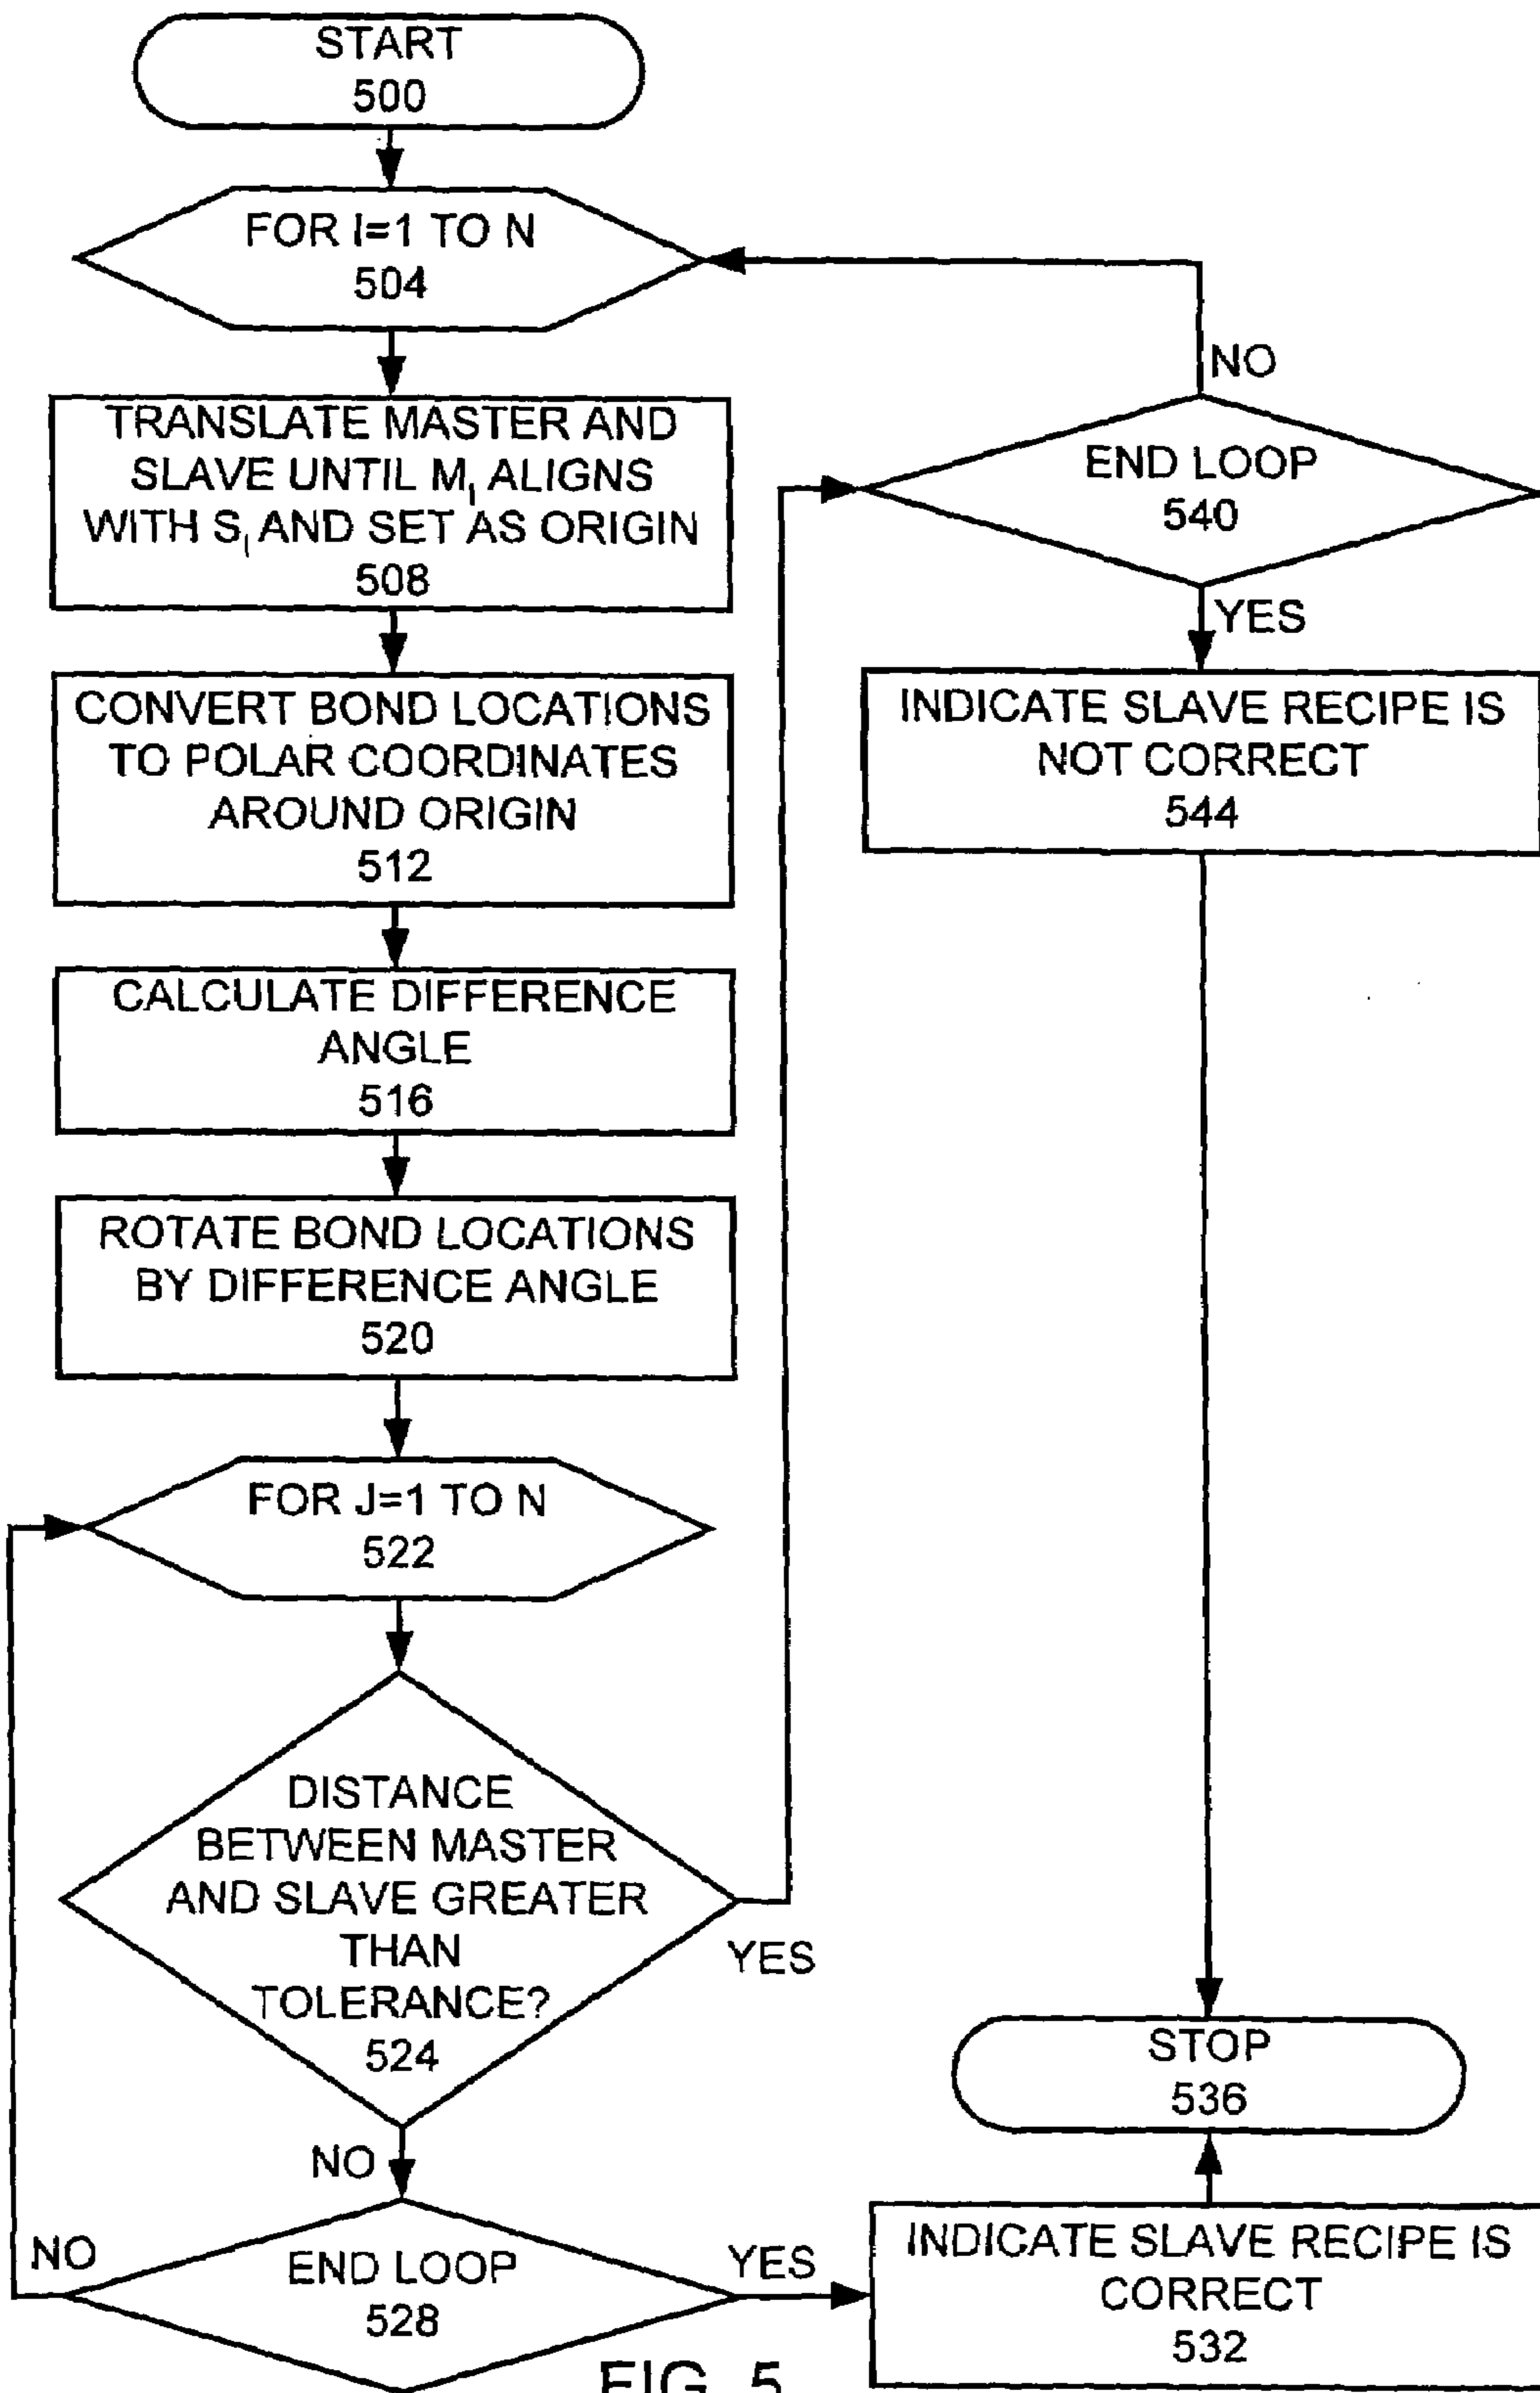 START
500
FOR I=1 TO N
504
TRANSLATE MASTER AND
SLAVE UNTIL M_I ALIGNS
WITH S_I AND SET AS ORIGIN
508
CONVERT BOND LOCATIONS
TO POLAR COORDINATES
AROUND ORIGIN
512
CALCULATE DIFFERENCE
ANGLE
516
ROTATE BOND LOCATIONS
BY DIFFERENCE ANGLE
520
FOR J=1 TO N
522
DISTANCE
BETWEEN MASTER
AND SLAVE GREATER
THAN
TOLERANCE?
524
YES
NO
END LOOP
528
NO
YES
NO
END LOOP
540
YES
INDICATE SLAVE RECIPE IS
NOT CORRECT
544
STOP
536
INDICATE SLAVE RECIPE IS
CORRECT
532
FIG. 5